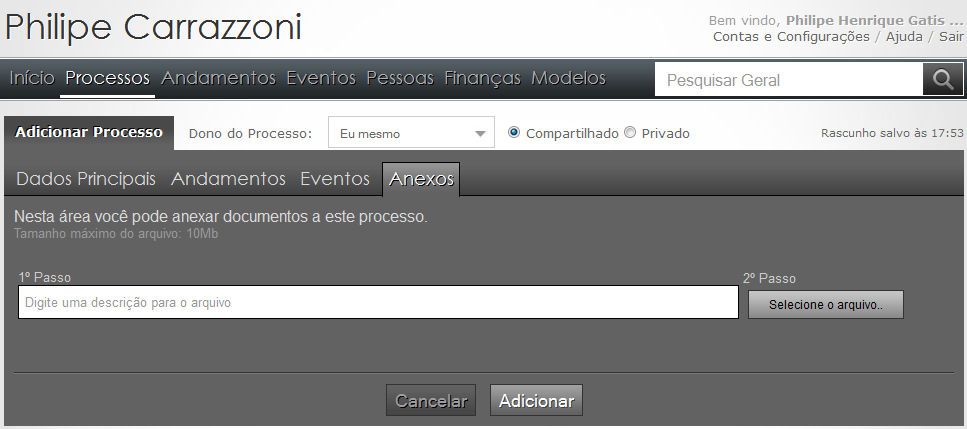 Philipe Carrazzoni
Bem vindo, Philipe Henrique Gatis ...
Contas e Configurações / Ajuda / Sair
Início Processos Andamentos Eventos Pessoas Finanças Modelos
Pesquisar Geral
Adicionar Processo
Dono do Processo: Eu mesmo Compartilhado Privado
Rascunho salvo às 17:53
Dados Principais Andamentos Eventos Anexos
Nesta área você pode anexar documentos a este processo.
Tamanho máximo do arquivo: 10Mb
1º Passo
2º Passo
Digite uma descrição para o arquivo
Selecione o arquivo..
Cancelar Adicionar